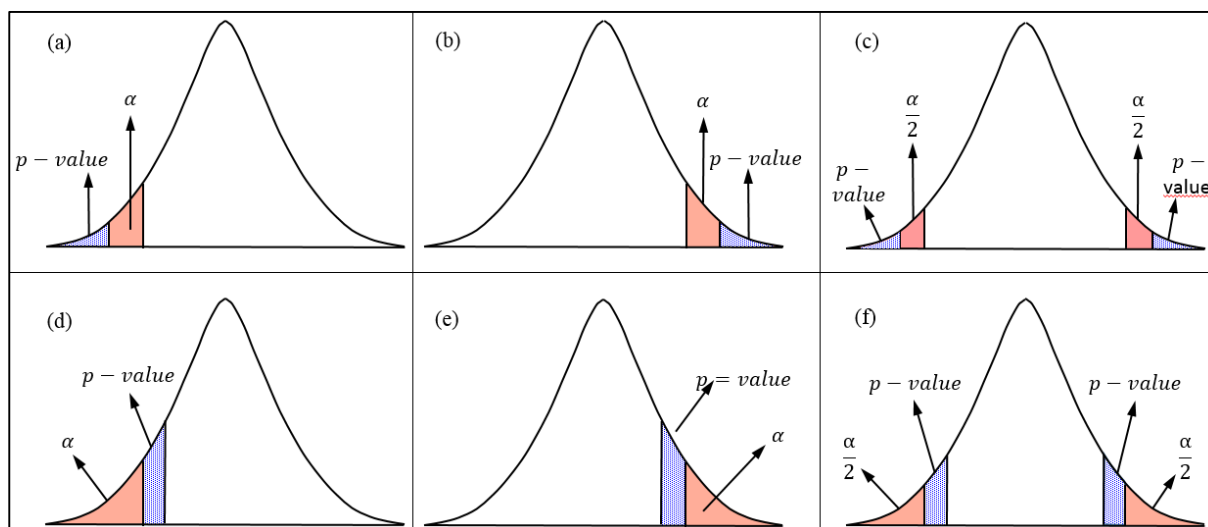 (a)
α
p − value
(b)
α
p − value
(c)
α
2
α
2
p −
value
p −
value
(d)
p − value
α
(e)
p = value
α
(f)
p − value
p − value
α
2
α
2